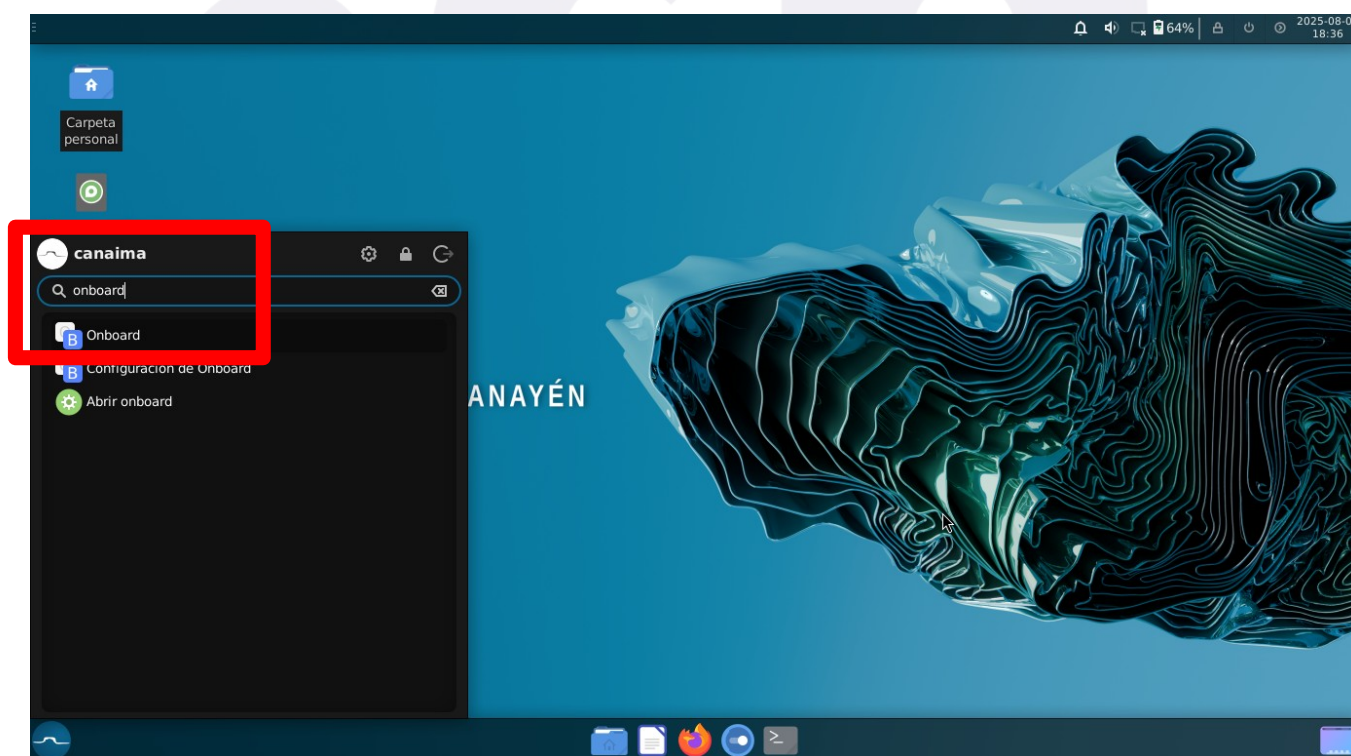 64%
2025-08-0
18:36
Carpeta
personal
canaima
onboard
Onboard
B
Configuración de Onboard
B
Abrir onboard
ANAYÉN